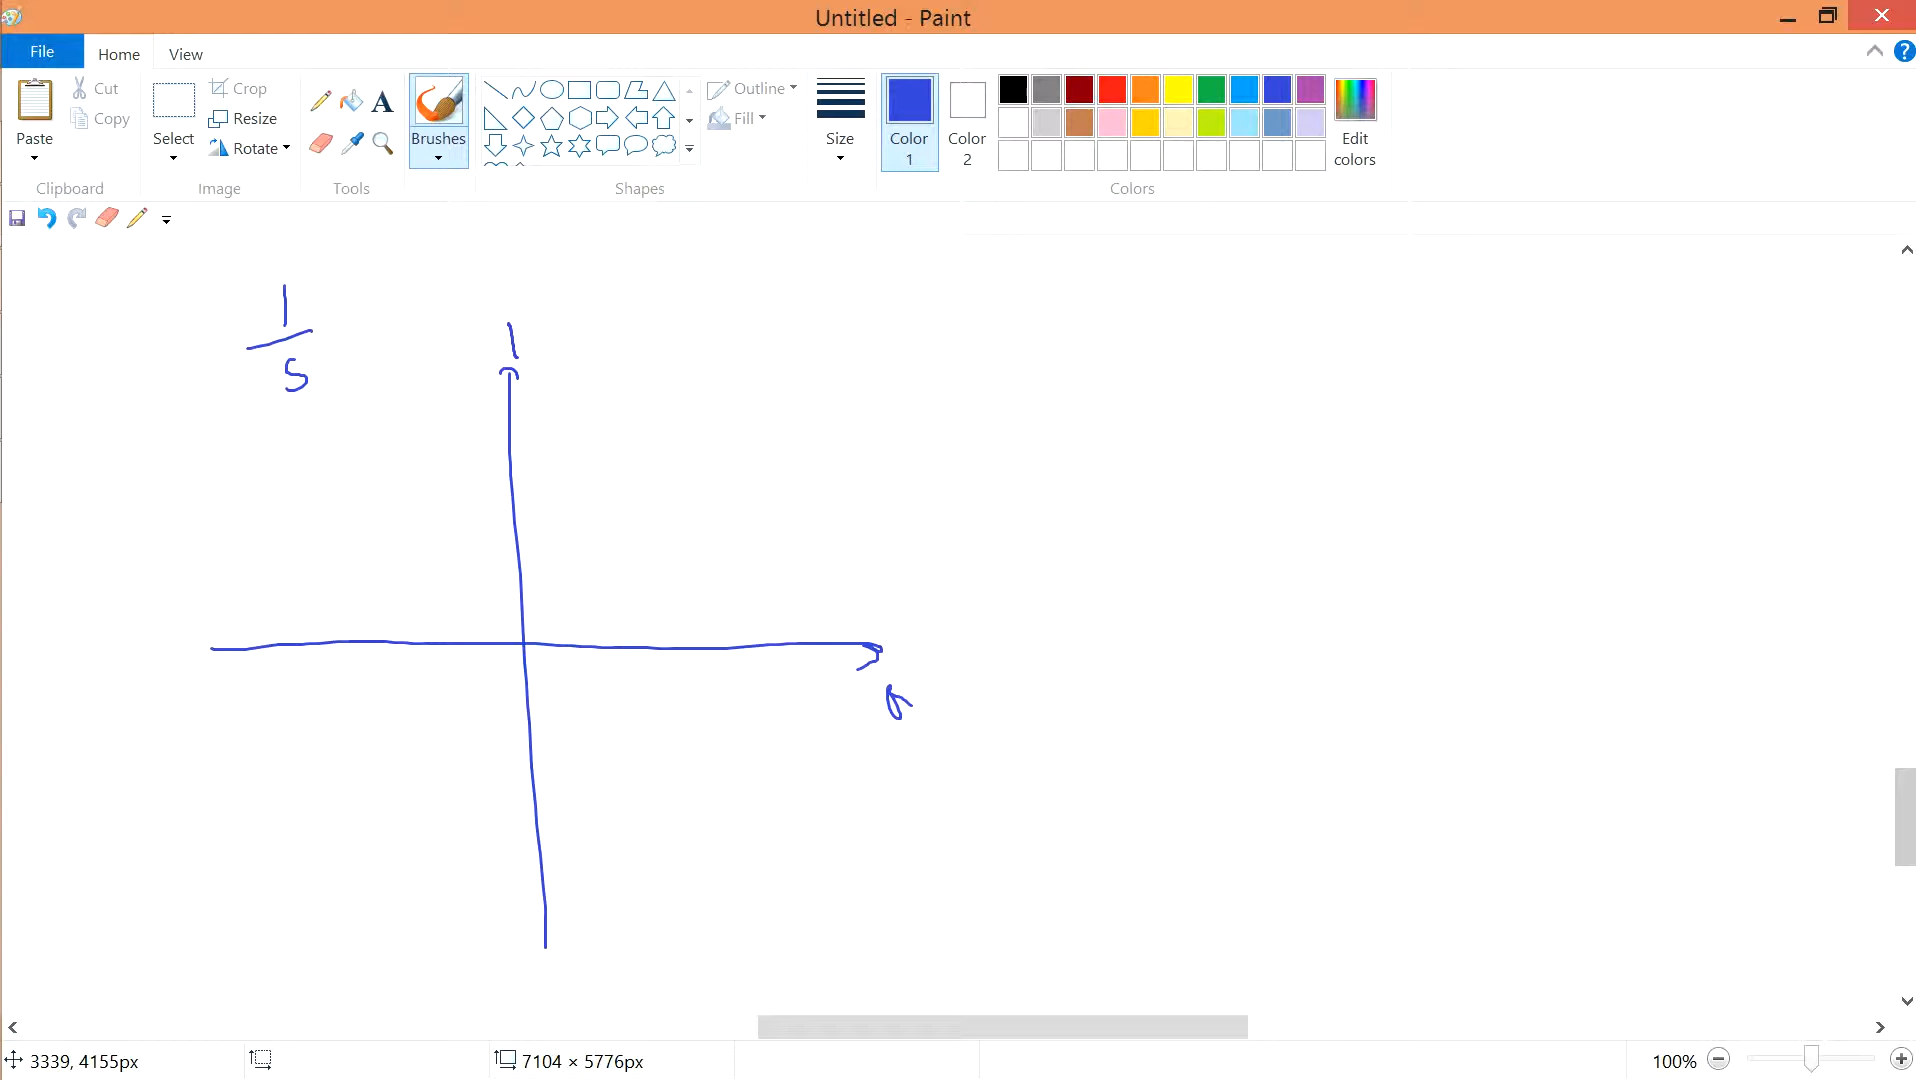 Untitled - Paint
File Home View
Paste Cut Copy Select Crop Resize Rotate Brushes Outline Fill Size Color 1 Color 2 Edit colors
Clipboard Image Tools Shapes Colors
1
5
1
3339, 4155px 7104 × 5776px 100%